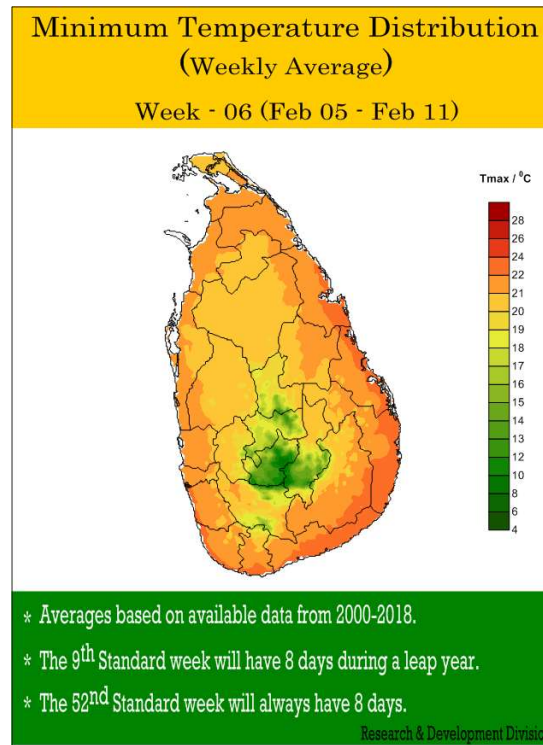 Minimum Temperature Distribution
(Weekly Average)
Week - 06 (Feb 05 - Feb 11)
Tmax / ⁰C
28
26
24
22
21
20
19
18
17
16
15
14
13
12
10
8
6
4
* Averages based on available data from 2000-2018.
* The 9th Standard week will have 8 days during a leap year.
* The 52nd Standard week will always have 8 days.
Research & Development Divisio